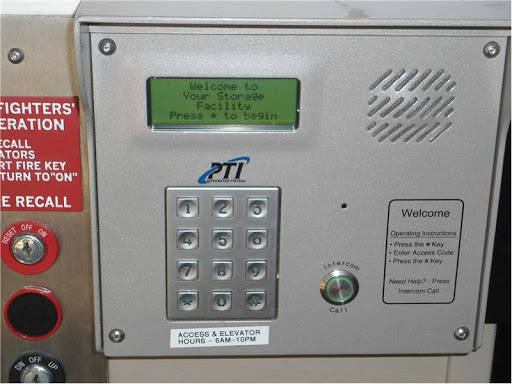 FIGHTERS'
ERATION
ECALL
ATORS
RT FIRE KEY
TURN TO "ON"
RE RECALL
RESET OFF ON
ON OFF UP
Welcome to
Your Storage
Facility
Press * to begin
PTI
1 2 3
4 5 6
7 8 9
* 0 #
ACCESS & ELEVATOR
HOURS - 6AM-10PM
Intercom
Call
Welcome
Operating Instructions
• Press the * Key
• Enter Access Code
• Press the # Key
Need Help? - Press
Intercom Call